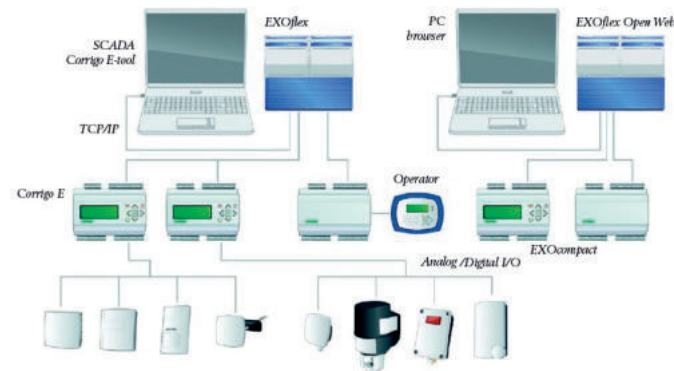 SCADA
Corrigo E-tool
EXOflex
PC
browser
EXOflex Open Web
TCP/IP
Corrigo E
Operator
EXOcompact
Analog /Digital I/O